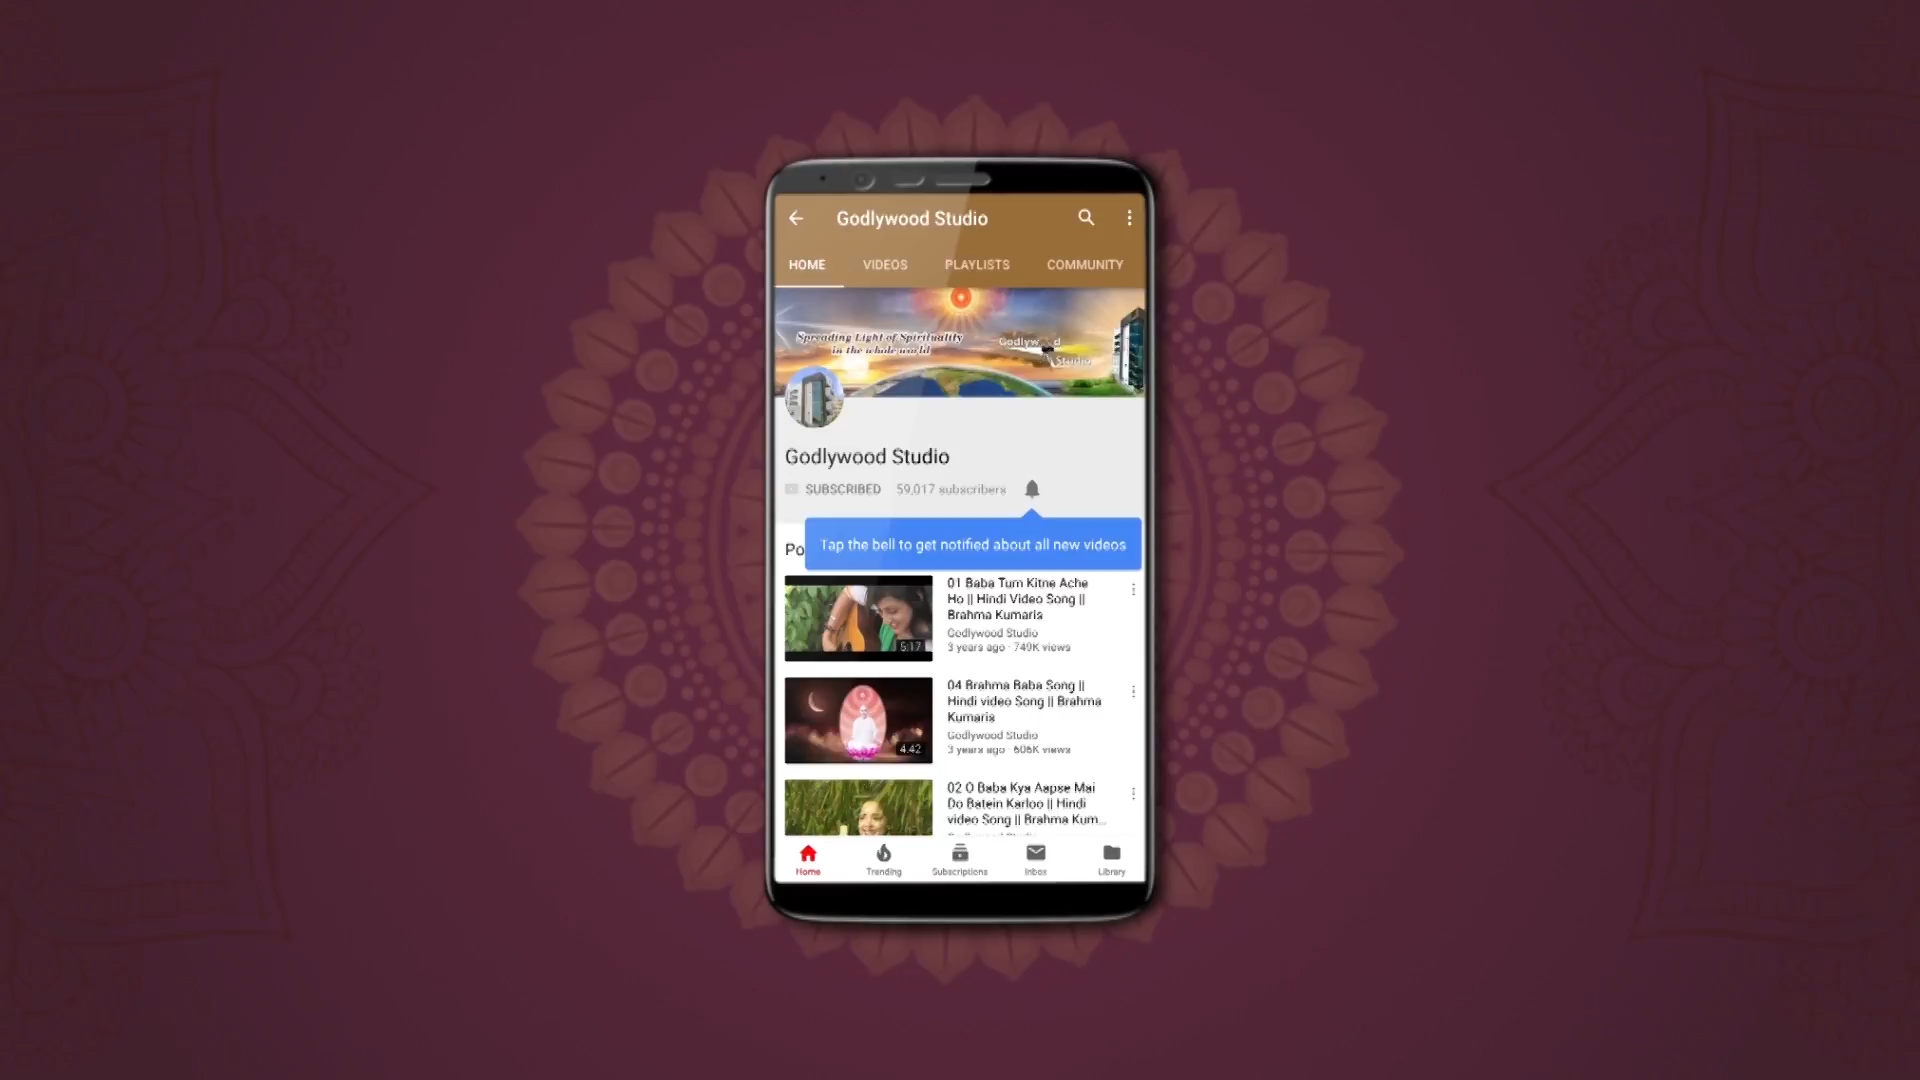 Godlywood Studio
HOME VIDEOS PLAYLISTS COMMUNITY
Spreading Light of Spirituality
in the whole world
Godlyw d
Studio
Godlywood Studio
SUBSCRIBED 59,017 subscribers
Tap the bell to get notified about all new videos
Po
01 Baba Tum Kitne Ache
Ho || Hindi Video Song ||
Brahma Kumaris
Godlywood Studio
3 years ago · 749K views
5:17
04 Brahma Baba Song ||
Hindi video Song || Brahma
Kumaris
Godlywood Studio
3 years ago · 606K views
4:42
02 O Baba Kya Aapse Mai
Do Batein Karloo || Hindi
video Song || Brahma Kum...
Home Trending Subscriptions Inbox Library